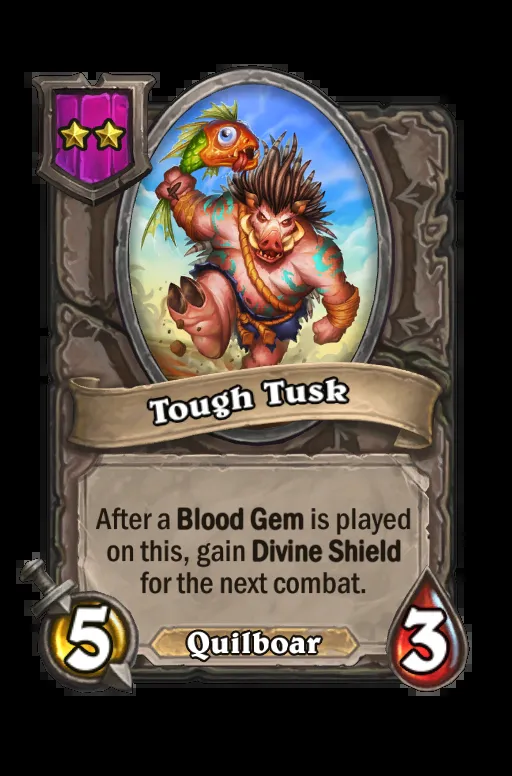 Tough Tusk
After a Blood Gem is played
on this, gain Divine Shield
for the next combat.
5
Quilboar
3